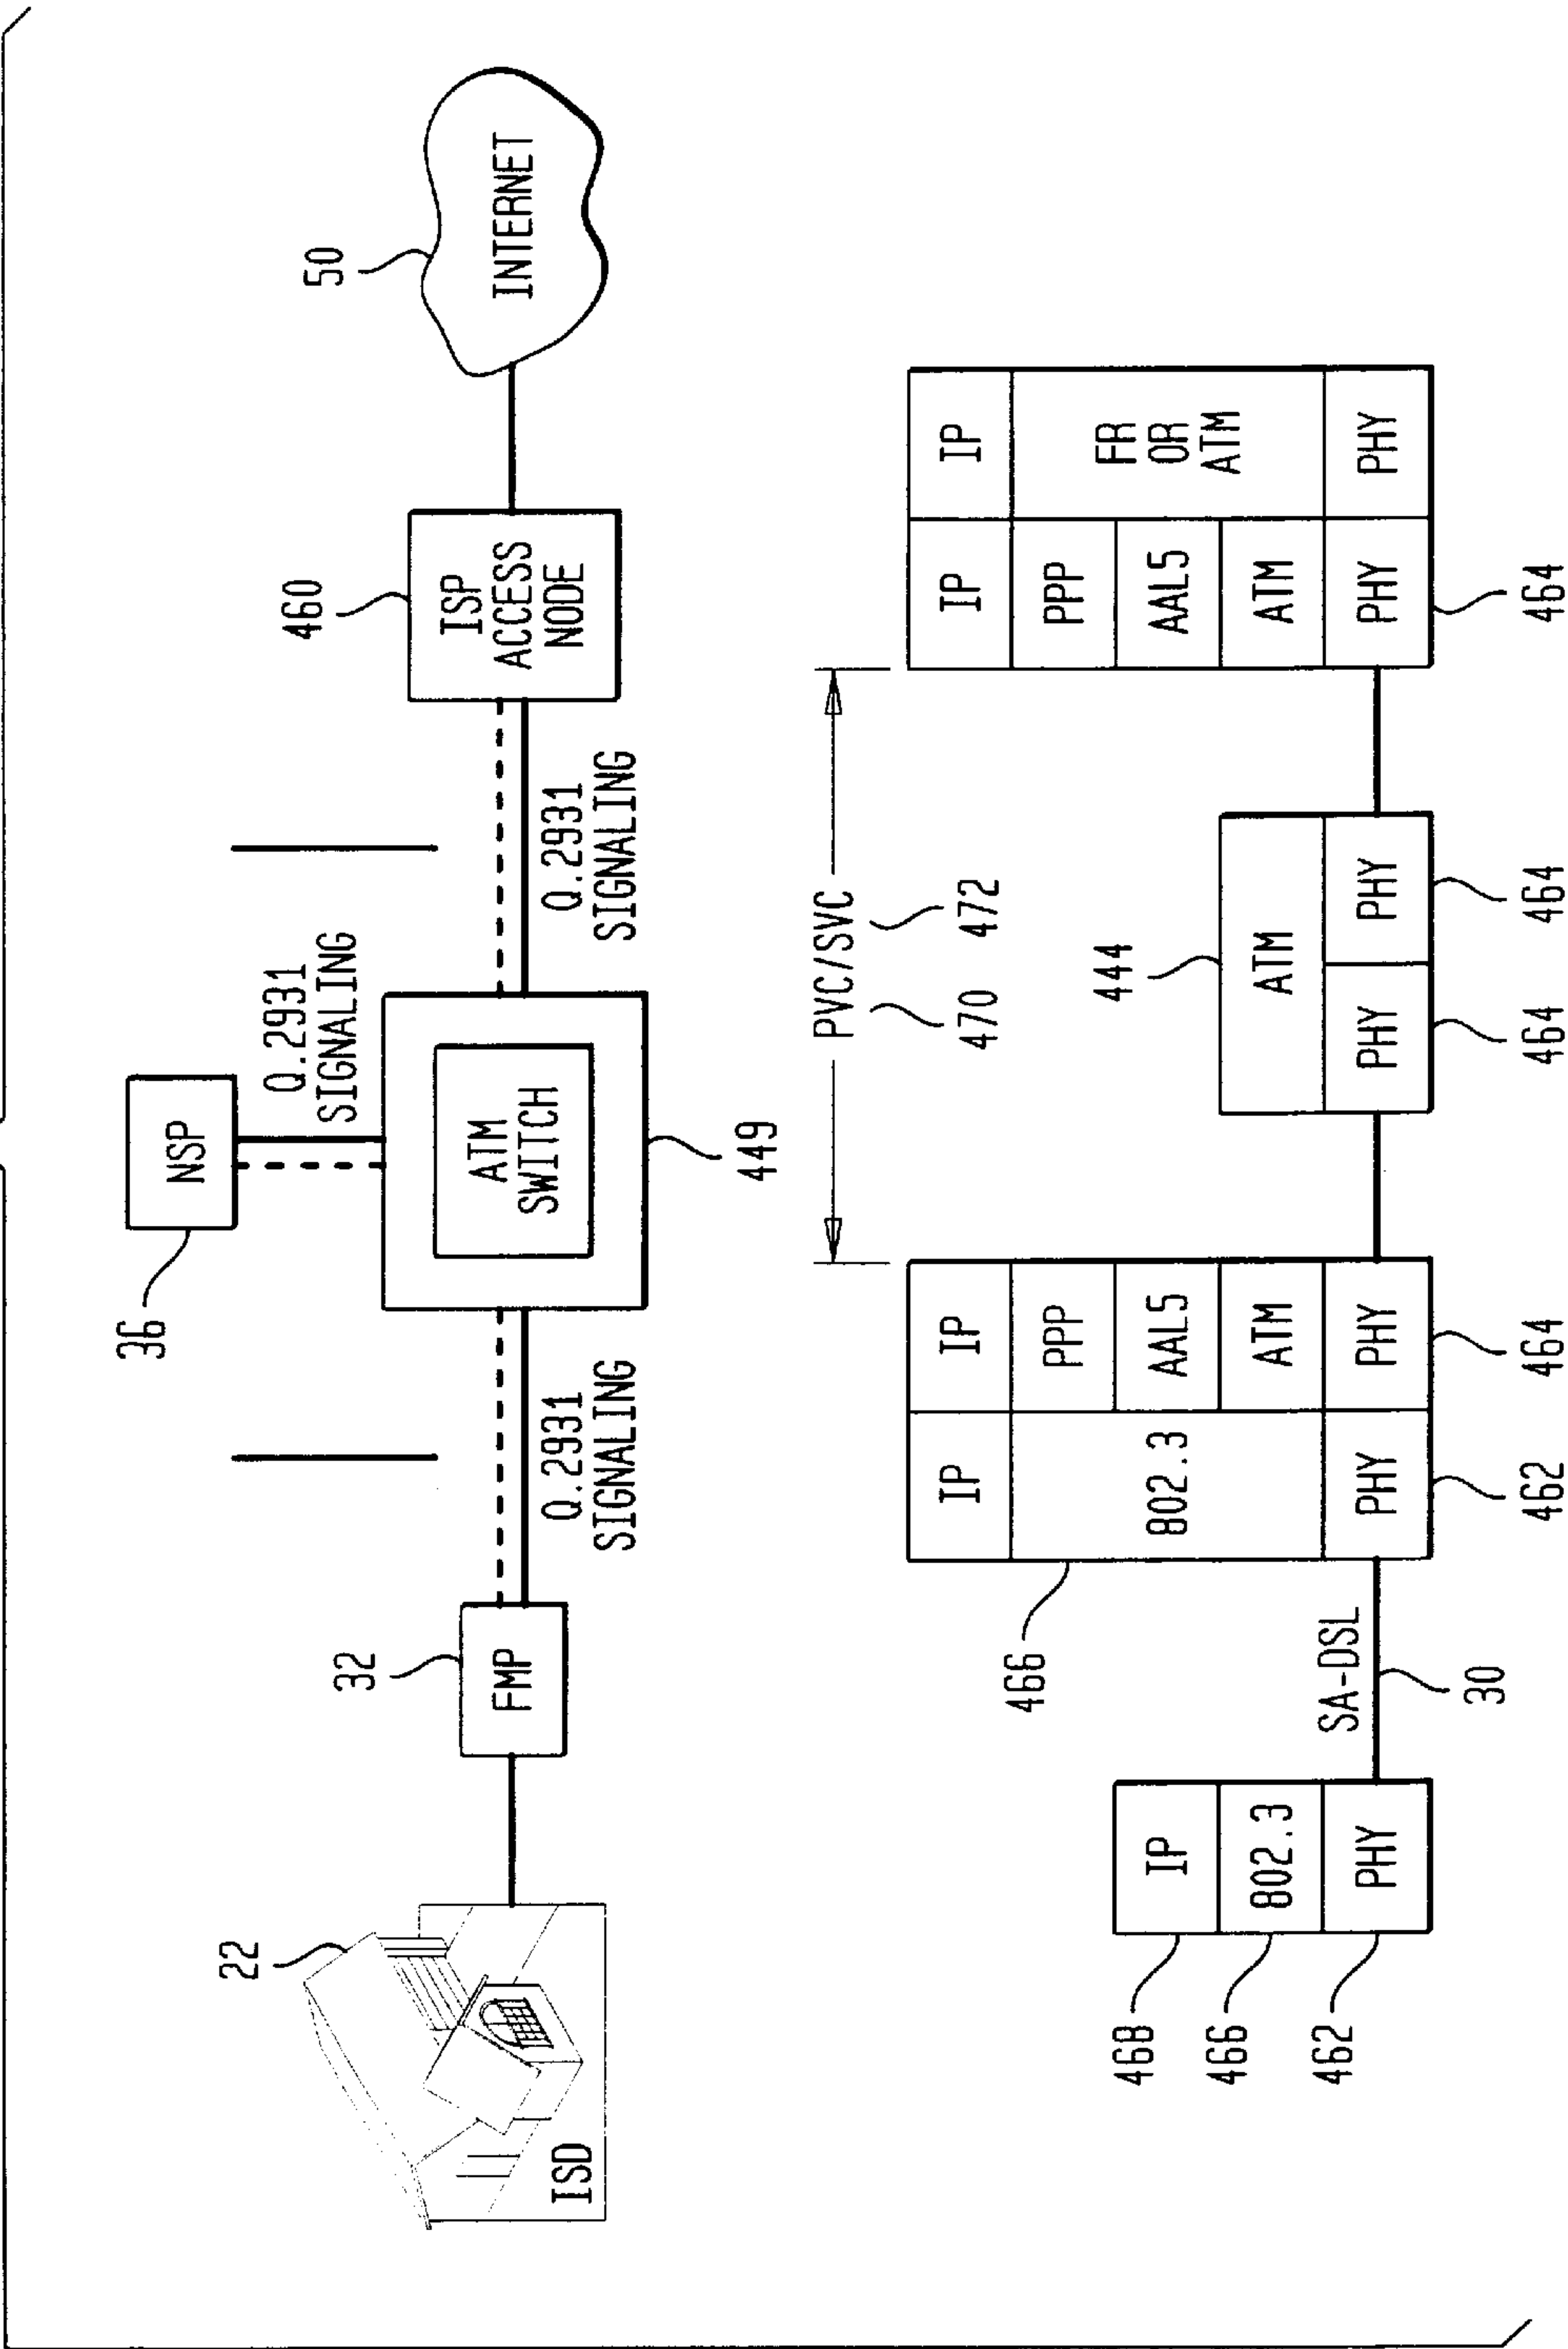 36
NSP
Q.2931
SIGNALING
50
22
32
460
ISD
FMP
Q.2931
SIGNALING
ATM
SWITCH
449
Q.2931
SIGNALING
ISP
ACCESS
NODE
INTERNET
PVC/SVC
470
472
468
466
462
IP
802.3
PHY
SA-DSL
30
466
IP
IP
802.3
PPP
AAL5
ATM
PHY
PHY
462
464
444
ATM
PHY
PHY
464
464
IP
IP
PPP
AAL5
ATM
FR
OR
ATM
PHY
PHY
464